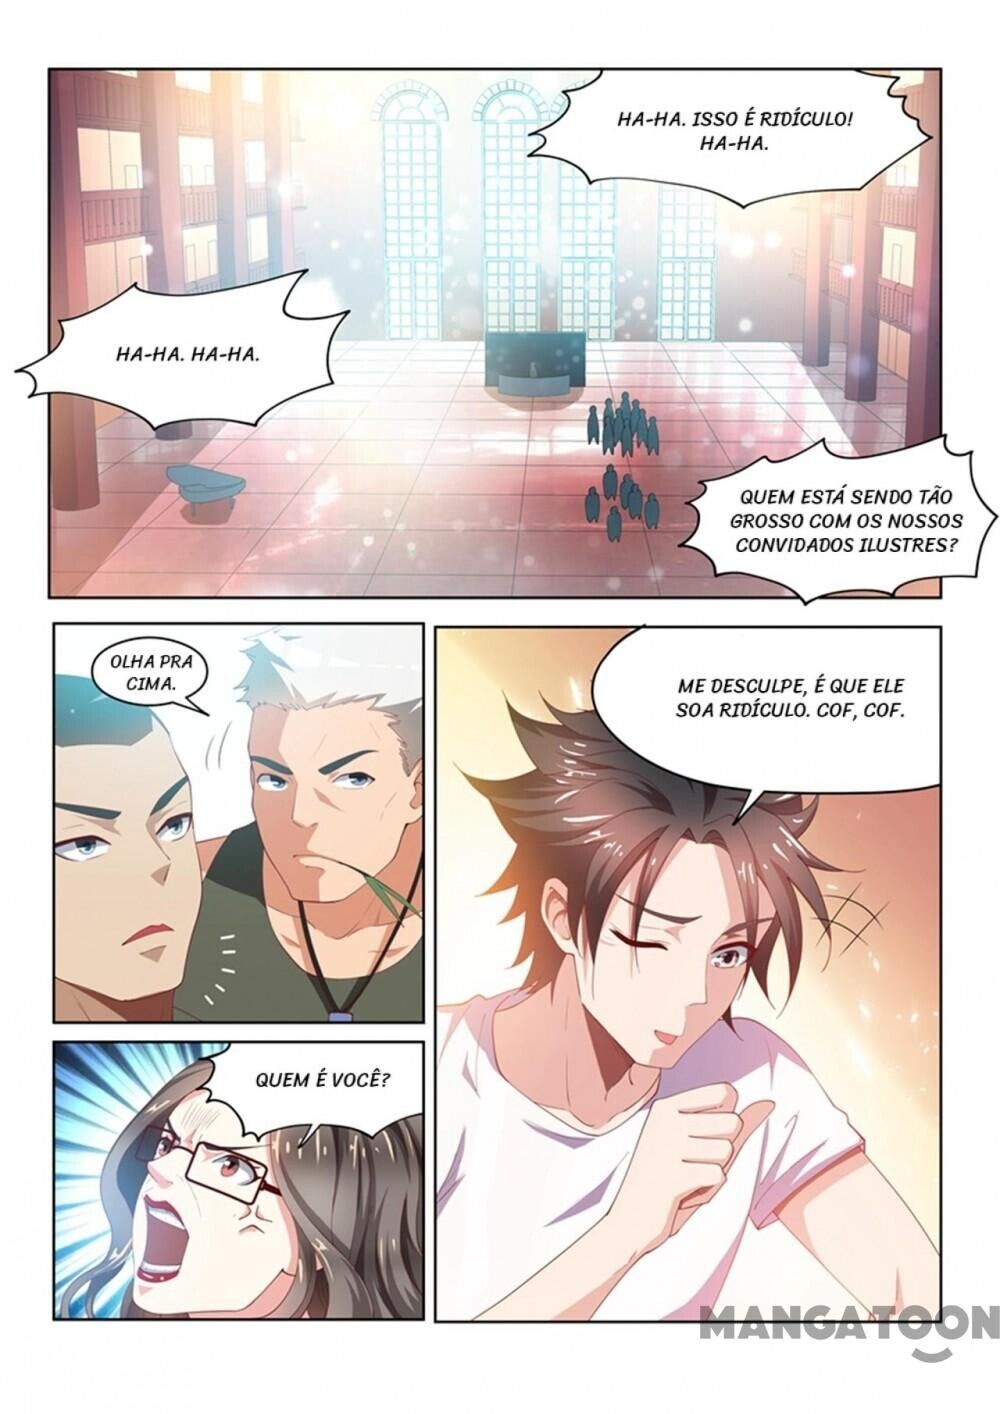 HA-HA. ISSO É RIDÍCULO!
HA-HA.
HA-HA. HA-HA.
QUEM ESTÁ SENDO TÃO
GROSSO COM OS NOSSOS
CONVIDADOS ILUSTRES?
OLHA PRA
CIMA.
ME DESCULPE, É QUE ELE
SOA RIDÍCULO. COF, COF.
QUEM É VOCÊ?
MANGATOON